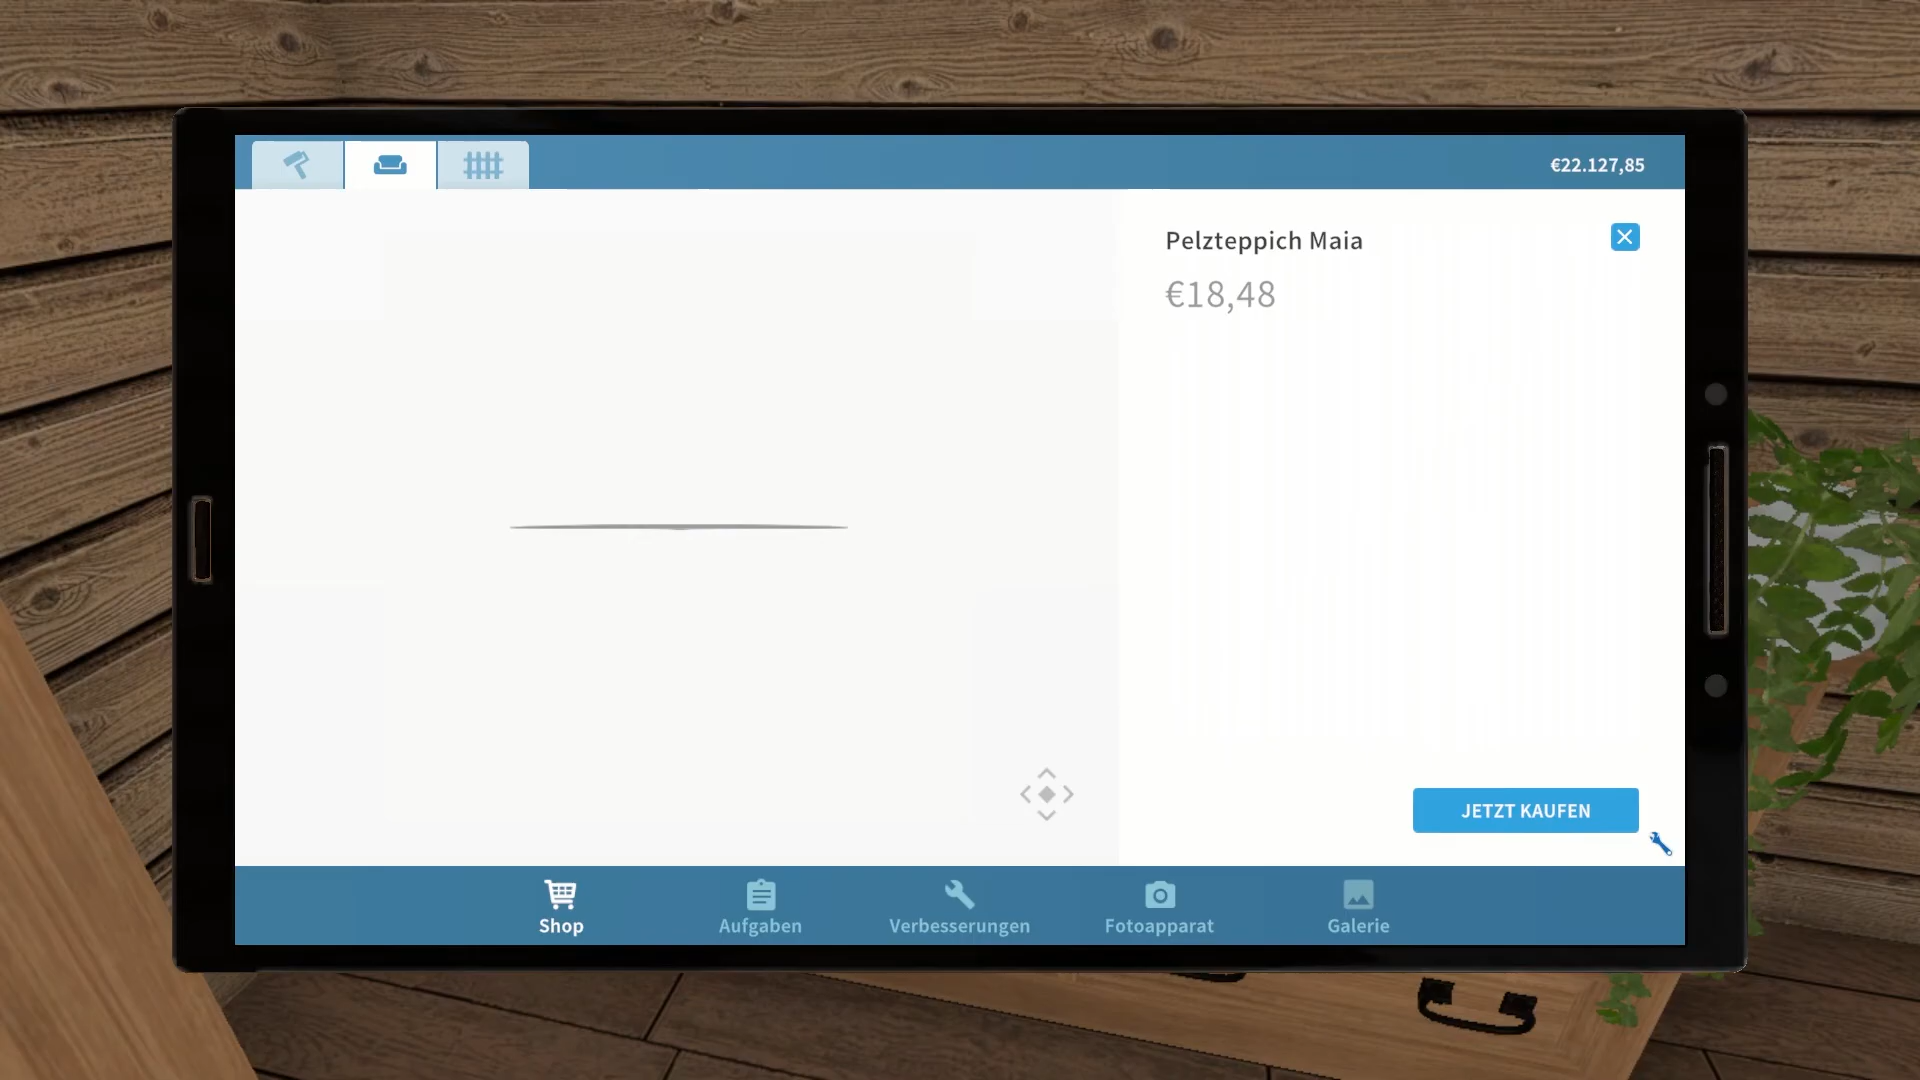 €22.127,85
Pelzteppich Maia
€18,48
JETZT KAUFEN
Shop
Aufgaben
Verbesserungen
Fotoapparat
Galerie